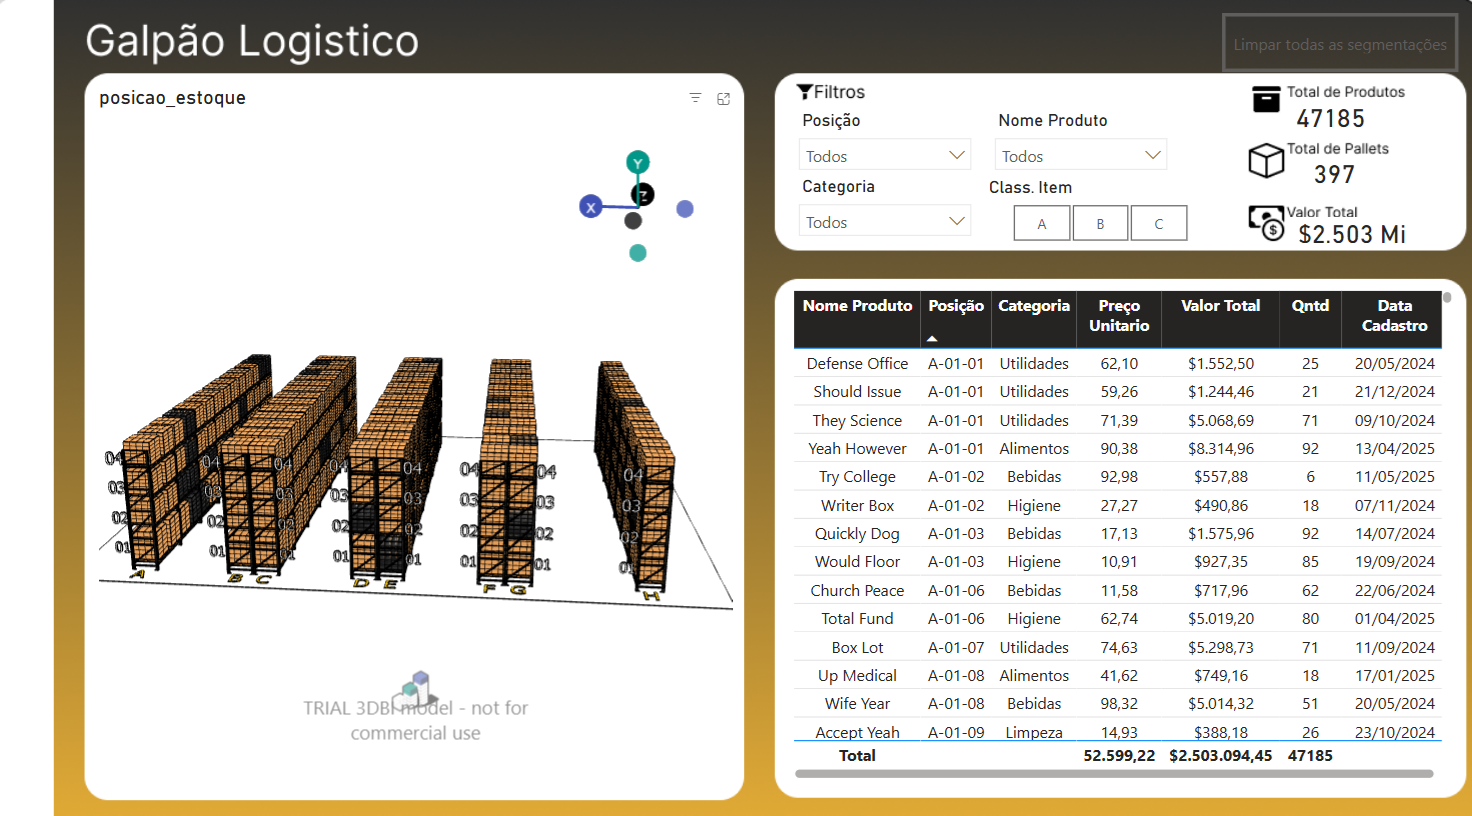 Galpão Logistico
Limpar todas as segmentações
posicao_estoque
Y
Z
X
04 04 04 04 04 04 04 04
03 03 03 03 03 03 03 03
02 02 02 02 02 02 02 02
01 01 01 01 01 01 01
A B C D E F G H
TRIAL 3DBI model - not for
commercial use
Filtros
Posição
Todos
Nome Produto
Todos
Categoria
Todos
Class. Item
A B C
Total de Produtos
47185
Total de Pallets
397
Valor Total
$2.503 Mi
Nome Produto Posição Categoria Preço Unitario Valor Total Qntd Data Cadastro
Defense Office A-01-01 Utilidades 62,10 $1.552,50 25 20/05/2024
Should Issue A-01-01 Utilidades 59,26 $1.244,46 21 21/12/2024
They Science A-01-01 Utilidades 71,39 $5.068,69 71 09/10/2024
Yeah However A-01-01 Alimentos 90,38 $8.314,96 92 13/04/2025
Try College A-01-02 Bebidas 92,98 $557,88 6 11/05/2025
Writer Box A-01-02 Higiene 27,27 $490,86 18 07/11/2024
Quickly Dog A-01-03 Bebidas 17,13 $1.575,96 92 14/07/2024
Would Floor A-01-03 Higiene 10,91 $927,35 85 19/09/2024
Church Peace A-01-06 Bebidas 11,58 $717,96 62 22/06/2024
Total Fund A-01-06 Higiene 62,74 $5.019,20 80 01/04/2025
Box Lot A-01-07 Utilidades 74,63 $5.298,73 71 11/09/2024
Up Medical A-01-08 Alimentos 41,62 $749,16 18 17/01/2025
Wife Year A-01-08 Bebidas 98,32 $5.014,32 51 20/05/2024
Accept Yeah A-01-09 Limpeza 14,93 $388,18 26 23/10/2024
Total 52.599,22 $2.503.094,45 47185